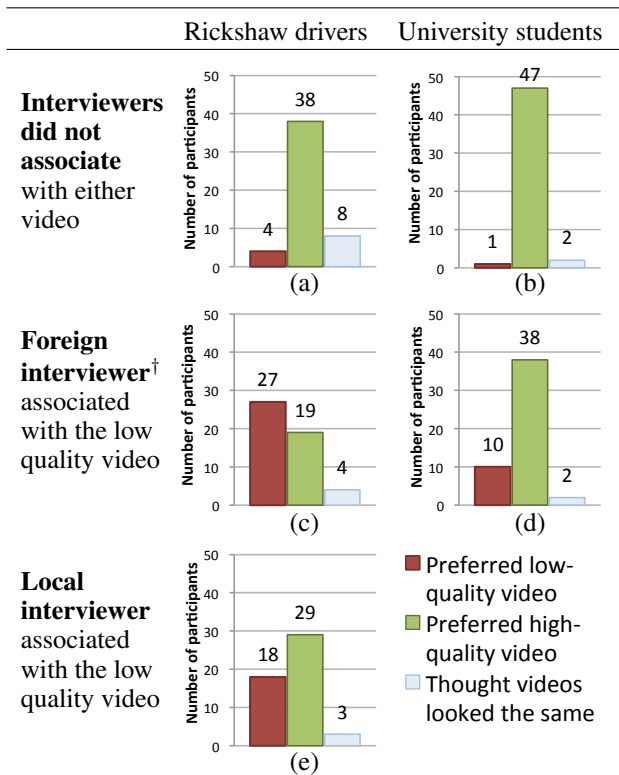 Rickshaw drivers University students
Interviewers
did not
associate
with either
video
Number of participants
50
40
30
20
10
0
4
38
8
(a)
Number of participants
50
40
30
20
10
0
1
47
2
(b)
Foreign
interviewer†
associated
with the low
quality video
Number of participants
50
40
30
20
10
0
27
19
4
(c)
Number of participants
50
40
30
20
10
0
10
38
2
(d)
Local
interviewer
associated
with the low
quality video
Number of participants
50
40
30
20
10
0
18
29
3
(e)
Preferred low-
quality video
Preferred high-
quality video
Thought videos
looked the same